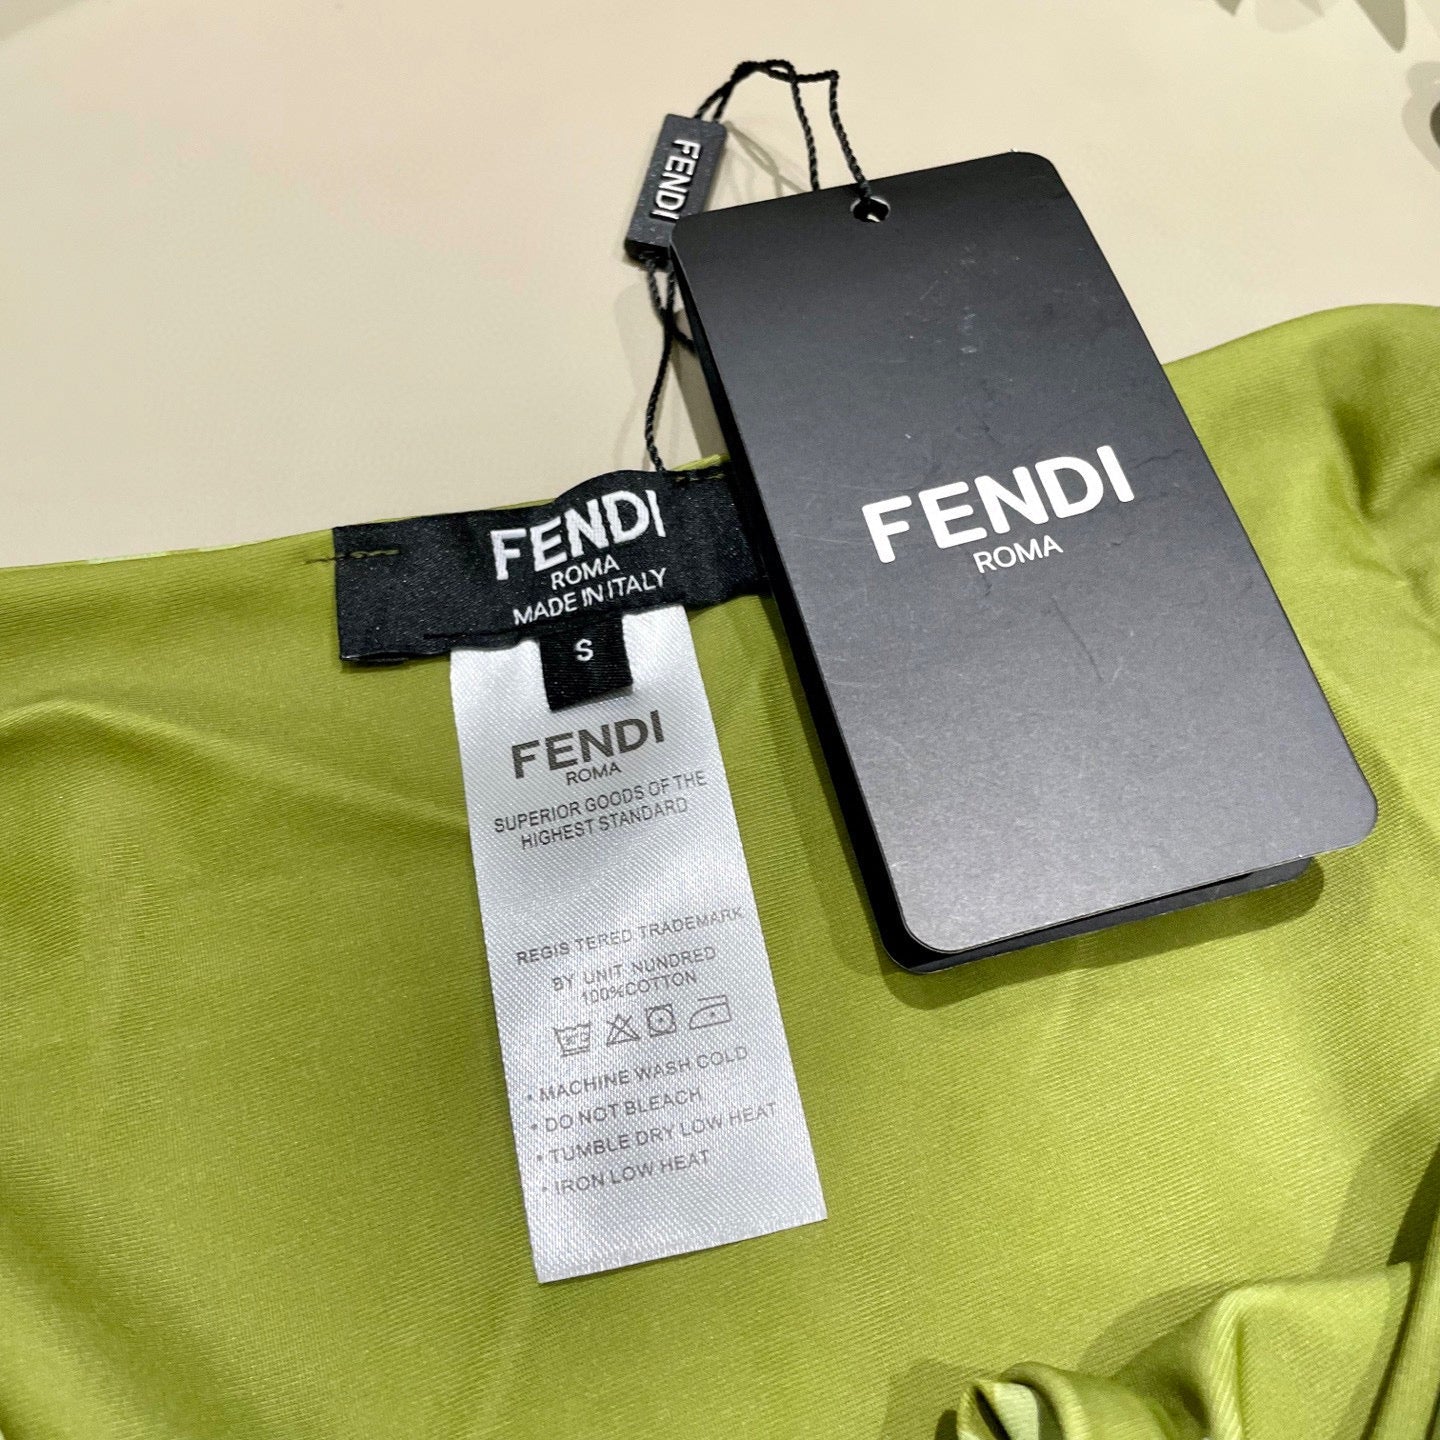 FENDI
FENDI
ROMA
FENDI
ROMA
MADE IN ITALY
S
FENDI
ROMA
SUPERIOR GOODS OF THE
HIGHEST STANDARD
REGIS TERED TRADEMARK
BY UNIT NUNDRED
100%COTTON
• MACHINE WASH COLD
• DO NOT BLEACH
• TUMBLE DRY LOW HEAT
• IRON LOW HEAT